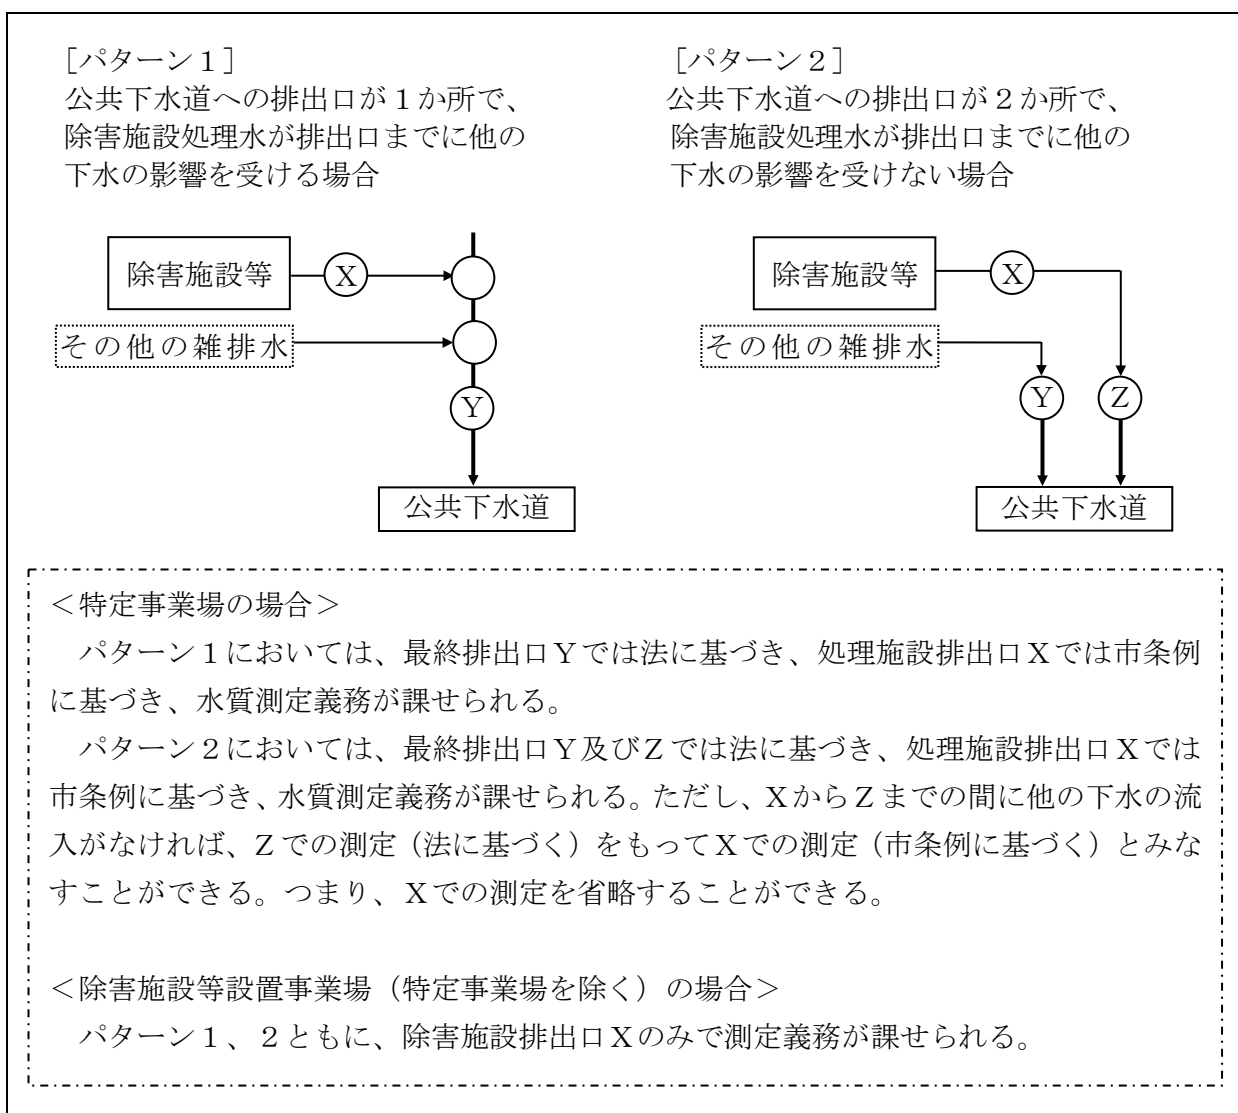 [パターン１]
公共下水道への排出口が１か所で、
除害施設処理水が排出口までに他の
下水の影響を受ける場合
除害施設等
X
その他の雑排水
Y
公共下水道
[パターン２]
公共下水道への排出口が２か所で、
除害施設処理水が排出口までに他の
下水の影響を受けない場合
除害施設等
X
その他の雑排水
Y
Z
公共下水道
＜特定事業場の場合＞
パターン１においては、最終排出口Ｙでは法に基づき、処理施設排出口Ｘでは市条例
に基づき、水質測定義務が課せられる。
パターン２においては、最終排出口Ｙ及びＺでは法に基づき、処理施設排出口Ｘでは
市条例に基づき、水質測定義務が課せられる。ただし、ＸからＺまでの間に他の下水の流
入がなければ、Ｚでの測定（法に基づく）をもってＸでの測定（市条例に基づく）とみな
すことができる。つまり、Ｘでの測定を省略することができる。
＜除害施設等設置事業場（特定事業場を除く）の場合＞
パターン１、２ともに、除害施設排出口Ｘのみで測定義務が課せられる。